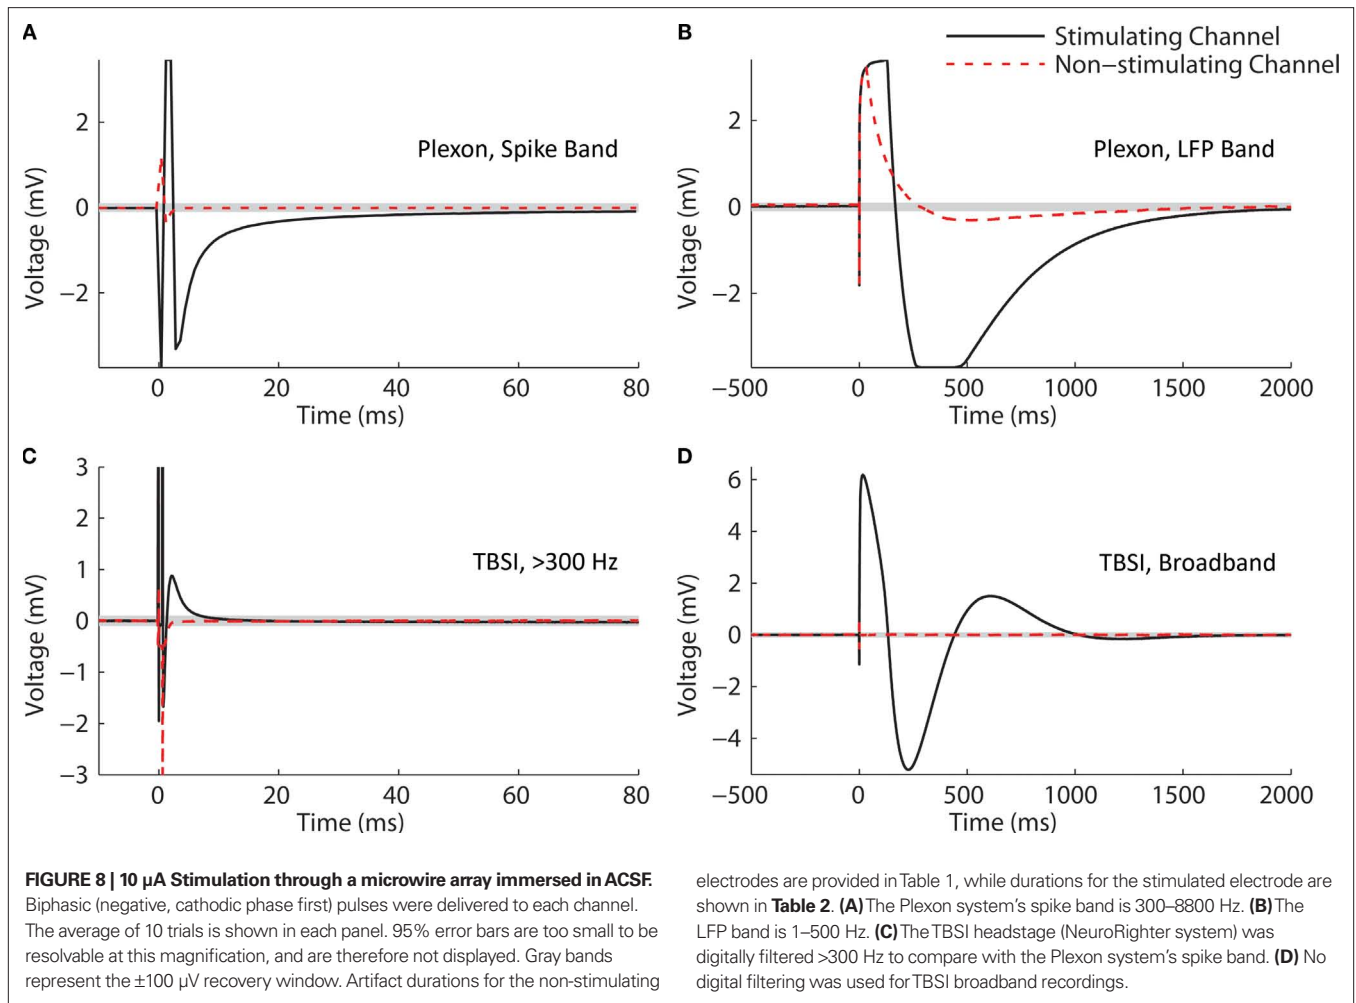 A
2
0
−2
Voltage (mV)
Plexon, Spike Band
0
20
40
60
80
Time (ms)
B
Stimulating Channel
Non−stimulating Channel
2
0
−2
Voltage (mV)
Plexon, LFP Band
−500
0
500
1000
1500
2000
Time (ms)
C
3
2
1
0
−1
−2
−3
Voltage (mV)
TBSI, >300 Hz
0
20
40
60
80
Time (ms)
D
6
4
2
0
−2
−4
Voltage (mV)
TBSI, Broadband
−500
0
500
1000
1500
2000
Time (ms)
FIGURE 8 | 10 μA Stimulation through a microwire array immersed in ACSF.
Biphasic (negative, cathodic phase first) pulses were delivered to each channel.
The average of 10 trials is shown in each panel. 95% error bars are too small to be
resolvable at this magnification, and are therefore not displayed. Gray bands
represent the ±100 μV recovery window. Artifact durations for the non-stimulating
electrodes are provided in Table 1, while durations for the stimulated electrode are
shown in Table 2. (A) The Plexon system's spike band is 300–8800 Hz. (B) The
LFP band is 1–500 Hz. (C) The TBSI headstage (NeuroRighter system) was
digitally filtered >300 Hz to compare with the Plexon system's spike band. (D) No
digital filtering was used for TBSI broadband recordings.